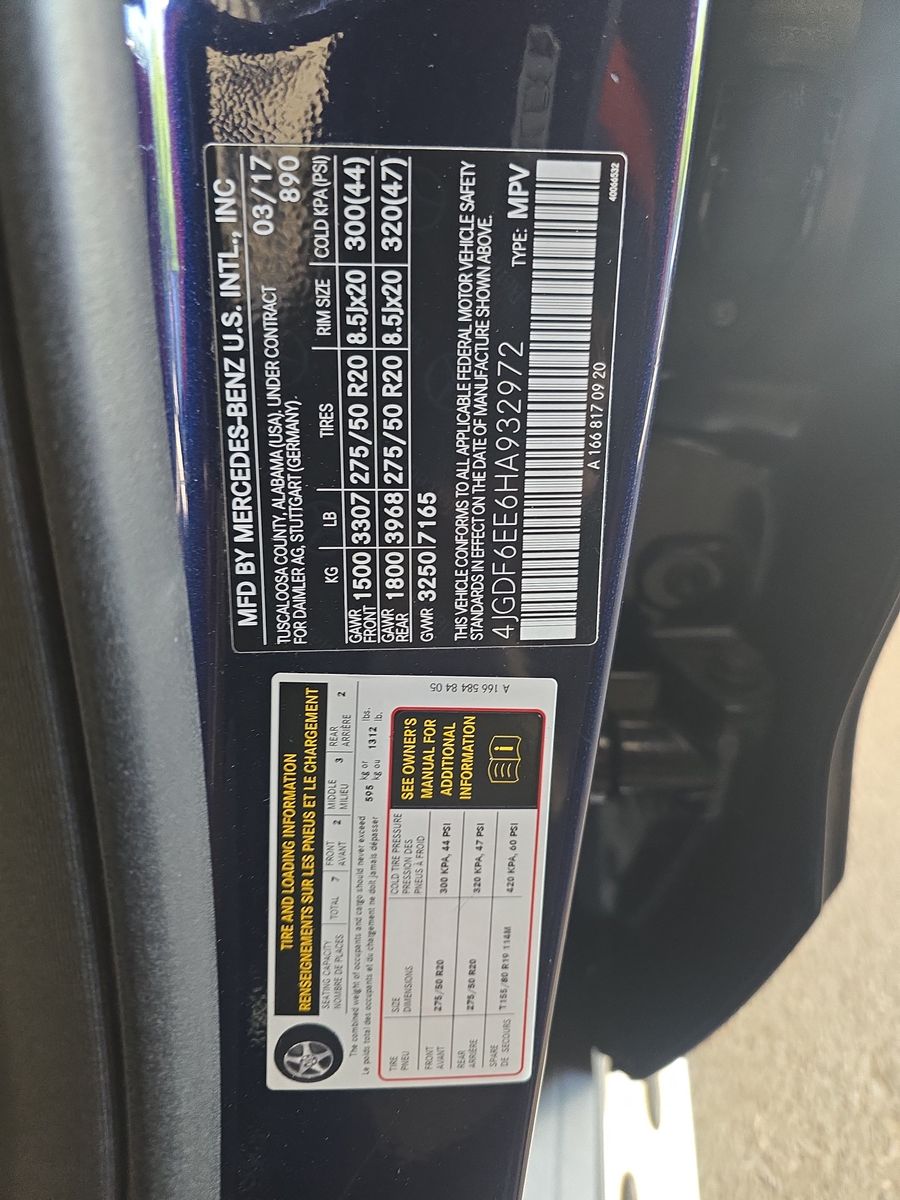 MFD BY MERCEDES-BENZ U.S. INTL., INC
TUSCALOOSA COUNTY, ALABAMA (USA), UNDER CONTRACT 03/17
FOR DAIMLER AG, STUTTGART (GERMANY). 890
KG LB TIRES RIM SIZE COLD KPA(PSI)
GAWR FRONT 1500 3307 275/50 R20 8.5Jx20 300(44)
GAWR REAR 1800 3968 275/50 R20 8.5Jx20 320(47)
GVWR 3250 7165
THIS VEHICLE CONFORMS TO ALL APPLICABLE FEDERAL MOTOR VEHICLE SAFETY
STANDARDS IN EFFECT ON THE DATE OF MANUFACTURE SHOWN ABOVE.
4JGDF6EE6HA932972 TYPE: MPV
A 166 817 09 20
40066532
TIRE AND LOADING INFORMATION
RENSEIGNEMENTS SUR LES PNEUS ET LE CHARGEMENT
SEATING CAPACITY TOTAL 7 FRONT 2 MIDDLE 3 REAR 2
NOMBRE DE PLACES AVANT MILIEU ARRIÈRE
The combined weight of occupants and cargo should never exceed 595 kg or 1312 lbs.
Le poids total des occupants et du chargement ne doit jamais dépasser kg ou lb.
TIRE SIZE COLD TIRE PRESSURE
PNEU DIMENSIONS PRESSION DES
PNEUS À FROID
FRONT 275/50 R20 300 KPA, 44 PSI
AVANT
REAR 275/50 R20 320 KPA, 47 PSI
ARRIÈRE
SPARE T155/80 R19 114M 420 KPA, 60 PSI
DE SECOURS
SEE OWNER'S
MANUAL FOR
ADDITIONAL
INFORMATION
A 166 584 84 05